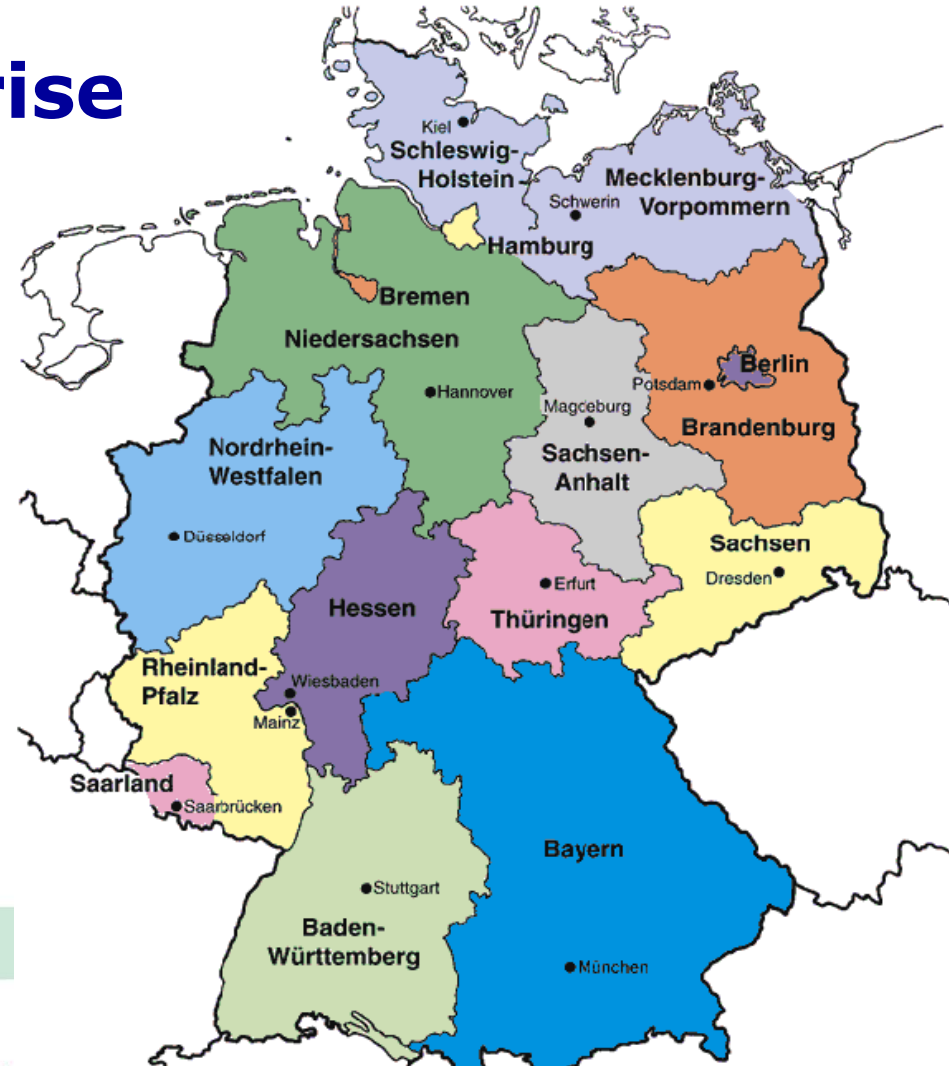 rise
Kiel
Schleswig-
Holstein
Mecklenburg-
Vorpommern
Schwerin
Hamburg
Bremen
Niedersachsen
Hannover
Berlin
Potsdam
Brandenburg
Magdeburg
Sachsen-
Anhalt
Nordrhein-
Westfalen
Düsseldorf
Sachsen
Dresden
Erfurt
Thüringen
Hessen
Wiesbaden
Rheinland-
Pfalz
Mainz
Saarland
Saarbrücken
Bayern
Stuttgart
Baden-
Württemberg
München